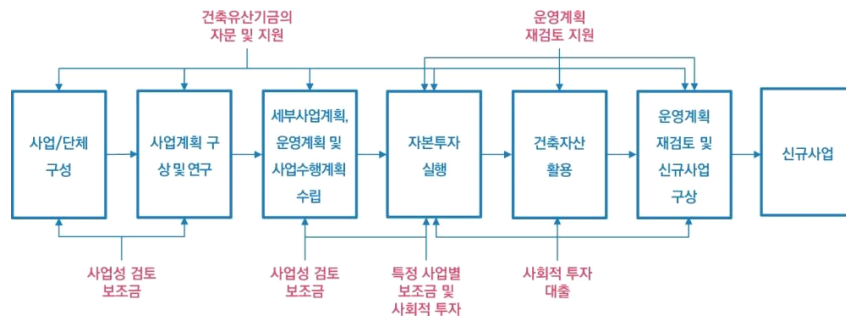 건축유산기금의
자문 및 지원
운영계획
재검토 지원
사업/단체
구성
사업계획 구
상 및 연구
세부사업계획,
운영계획 및
사업수행계획
수립
자본투자
실행
건축자산
활용
운영계획
재검토 및
신규사업
구상
신규사업
사업성 검토
보조금
사업성 검토
보조금
특정 사업별
보조금 및
사회적 투자
사회적 투자
대출